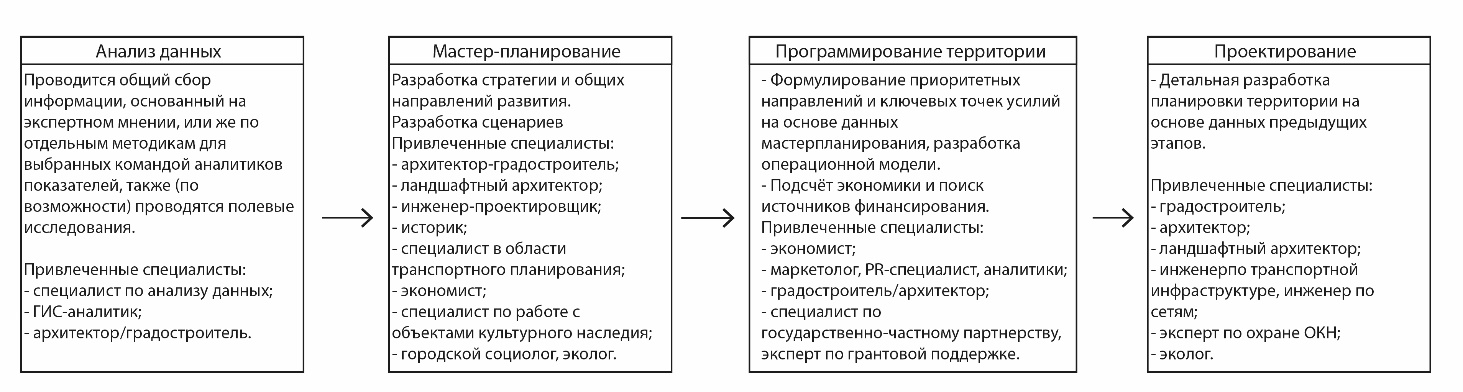 Анализ данных
Проводится общий сбор
информации, основанный на
экспертном мнении, или же по
отдельным методикам для
выбранных командой аналитиков
показателей, также (по
возможности) проводятся полевые
исследования.
Привлеченные специалисты:
- специалист по анализу данных;
- ГИС-аналитик;
- архитектор/градостроитель.
Мастер-планирование
Разработка стратегии и общих
направлений развития.
Разработка сценариев
Привлеченные специалисты:
- архитектор-градостроитель;
- ландшафтный архитектор;
- инженер-проектировщик;
- историк;
- специалист в области
транспортного планирования;
- экономист;
- специалист по работе с
объектами культурного наследия;
- городской социолог, эколог.
Программирование территории
- Формулирование приоритетных
направлений и ключевых точек усилий
на основе данных
мастерпланирования, разработка
операционной модели.
- Подсчёт экономики и поиск
источников финансирования.
Привлеченные специалисты:
- экономист;
- маркетолог, PR-специалист, аналитики;
- градостроитель/архитектор;
- специалист по
государственно-частному партнерству,
эксперт по грантовой поддержке.
Проектирование
- Детальная разработка
планировки территории на
основе данных предыдущих
этапов.
Привлеченные специалисты:
- градостроитель;
- архитектор;
- ландшафтный архитектор;
- инженерпо транспортной
инфраструктуре, инженер по
сетям;
- эксперт по охране ОКН;
- эколог.